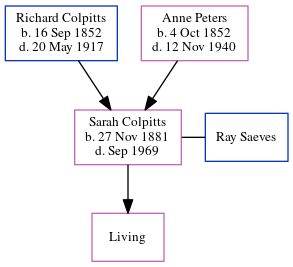 Richard Colpitts
b. 16 Sep 1852
d. 20 May 1917
Anne Peters
b. 4 Oct 1852
d. 12 Nov 1940
Sarah Colpitts
b. 27 Nov 1881
d. Sep 1969
Ray Saeves
Living